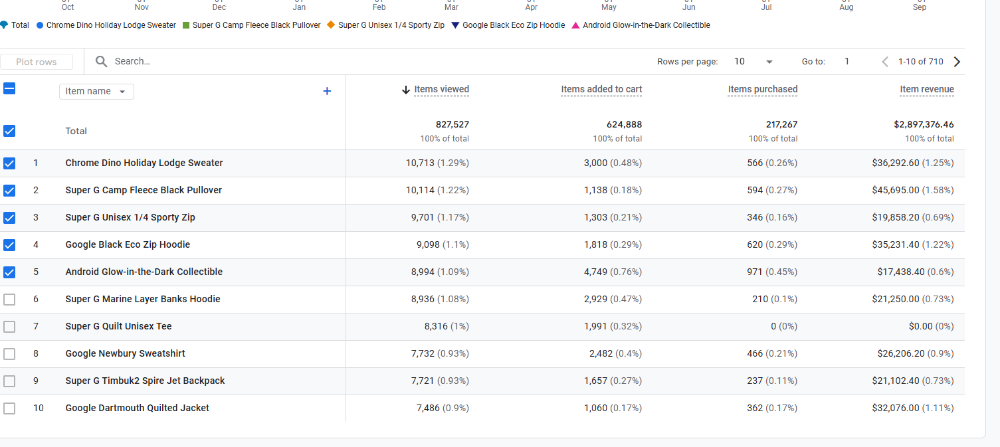 Oct Nov Dec Jan Feb Mar Apr May Jun Jul Aug Sep
Total Chrome Dino Holiday Lodge Sweater Super G Camp Fleece Black Pullover Super G Unisex 1/4 Sporty Zip Google Black Eco Zip Hoodie Android Glow-in-the-Dark Collectible
Plot rows Search... Rows per page: 10 Go to: 1 1-10 of 710
Item name + Items viewed Items added to cart Items purchased Item revenue
Total 827,527 624,888 217,267 $2,897,376.46
100% of total 100% of total 100% of total 100% of total
1 Chrome Dino Holiday Lodge Sweater 10,713 (1.29%) 3,000 (0.48%) 566 (0.26%) $36,292.60 (1.25%)
2 Super G Camp Fleece Black Pullover 10,114 (1.22%) 1,138 (0.18%) 594 (0.27%) $45,695.00 (1.58%)
3 Super G Unisex 1/4 Sporty Zip 9,701 (1.17%) 1,303 (0.21%) 346 (0.16%) $19,858.20 (0.69%)
4 Google Black Eco Zip Hoodie 9,098 (1.1%) 1,818 (0.29%) 620 (0.29%) $35,231.40 (1.22%)
5 Android Glow-in-the-Dark Collectible 8,994 (1.09%) 4,749 (0.76%) 971 (0.45%) $17,438.40 (0.6%)
6 Super G Marine Layer Banks Hoodie 8,936 (1.08%) 2,929 (0.47%) 210 (0.1%) $21,250.00 (0.73%)
7 Super G Quilt Unisex Tee 8,316 (1%) 1,991 (0.32%) 0 (0%) $0.00 (0%)
8 Google Newbury Sweatshirt 7,732 (0.93%) 2,482 (0.4%) 466 (0.21%) $26,206.20 (0.9%)
9 Super G Timbuk2 Spire Jet Backpack 7,721 (0.93%) 1,657 (0.27%) 237 (0.11%) $21,102.40 (0.73%)
10 Google Dartmouth Quilted Jacket 7,486 (0.9%) 1,060 (0.17%) 362 (0.17%) $32,076.00 (1.11%)